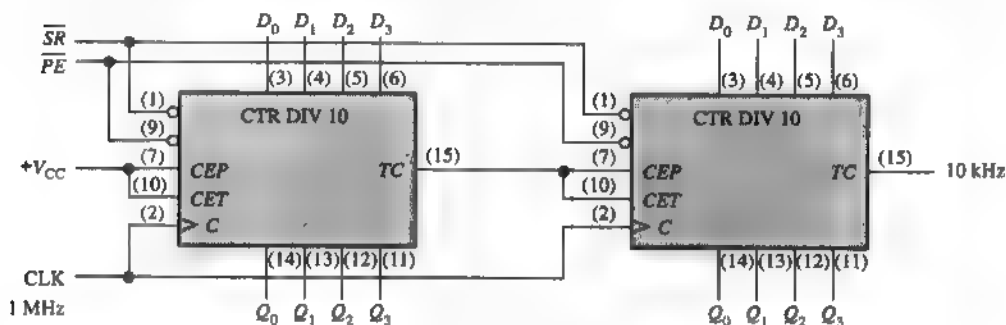 D0 D1 D2 D3
D0 D1 D2 D3
SR
PE
(3) (4) (5) (6)
(3) (4) (5) (6)
(1)
CTR DIV 10
(1)
CTR DIV 10
(9)
(9)
(15)
(15)
+VCC
(7)
CEP
TC
(7)
CEP
TC
10 kHz
(10)
CET
(10)
CET
(2)
C
(2)
C
CLK
(14) (13) (12) (11)
(14) (13) (12) (11)
1 MHz
Q0 Q1 Q2 Q3
Q0 Q1 Q2 Q3